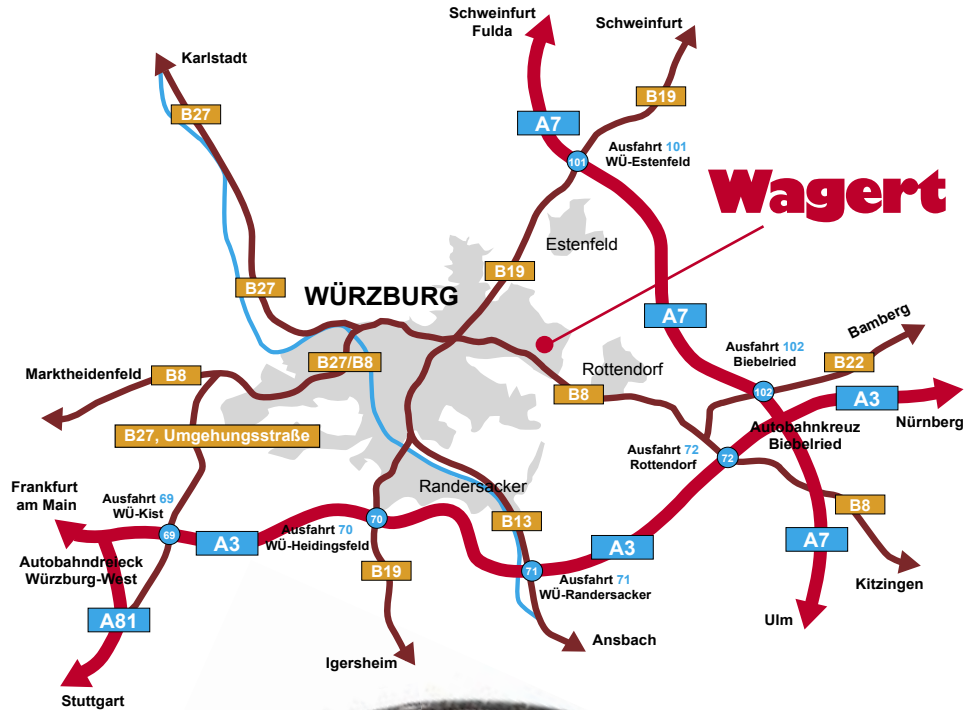 Schweinfurt
Fulda
Schweinfurt
Karlstadt
B19
B27
A7
Ausfahrt 101
WÜ-Estenfeld
101
Wagert
Estenfeld
B19
B27
WÜRZBURG
A7
Bamberg
Ausfahrt 102
Biebelried
B27/B8
B22
Rottendorf
Marktheidenfeld
B8
B8
102
A3
Nürnberg
Autobahnkreuz
Biebelried
B27, Umgehungsstraße
Ausfahrt 72
Rottendorf
72
Randersacker
Frankfurt
am Main
Ausfahrt 69
WÜ-Kist
B8
70
B13
69
A3
Ausfahrt 70
WÜ-Heidingsfeld
A3
A7
Autobahndreieck
Würzburg-West
B19
71
Ausfahrt 71
WÜ-Randersacker
Kitzingen
A81
Ulm
Ansbach
Igersheim
Stuttgart